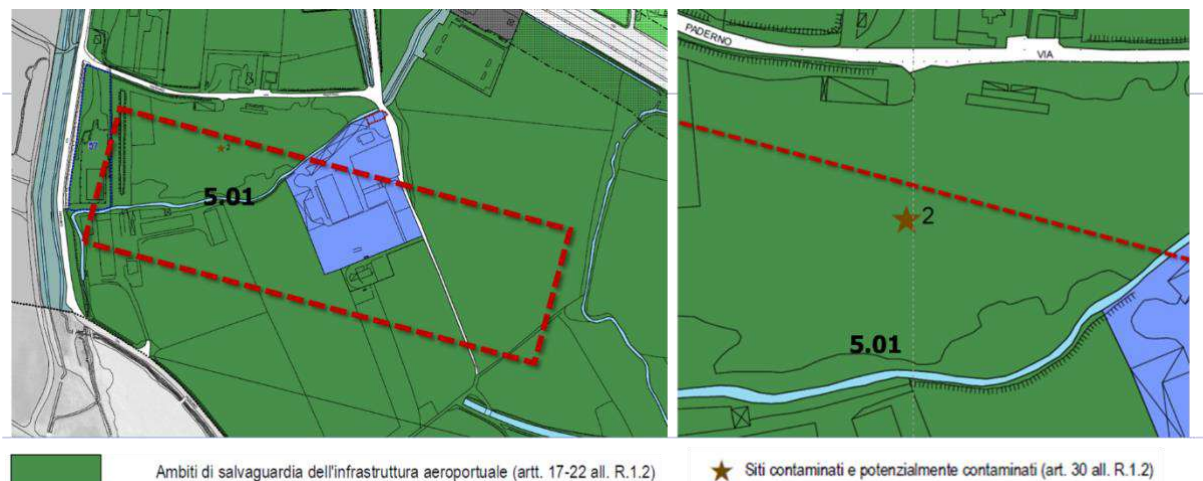 PADERNO
VIA
2
5.01
5.01
Ambiti di salvaguardia dell'infrastruttura aeroportuale (artt. 17-22 all. R.1.2)
Siti contaminati e potenzialmente contaminati (art. 30 all. R.1.2)